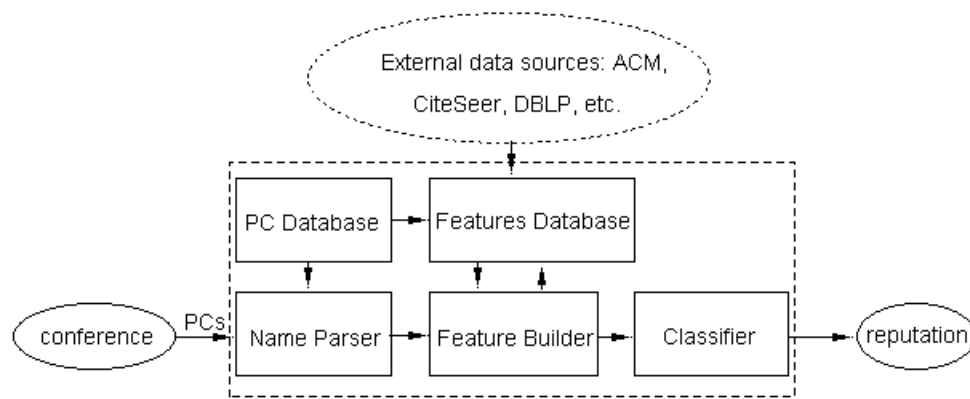 External data sources: ACM,
CiteSeer, DBLP, etc.
PC Database
Features Database
conference
PCs
Name Parser
Feature Builder
Classifier
reputation